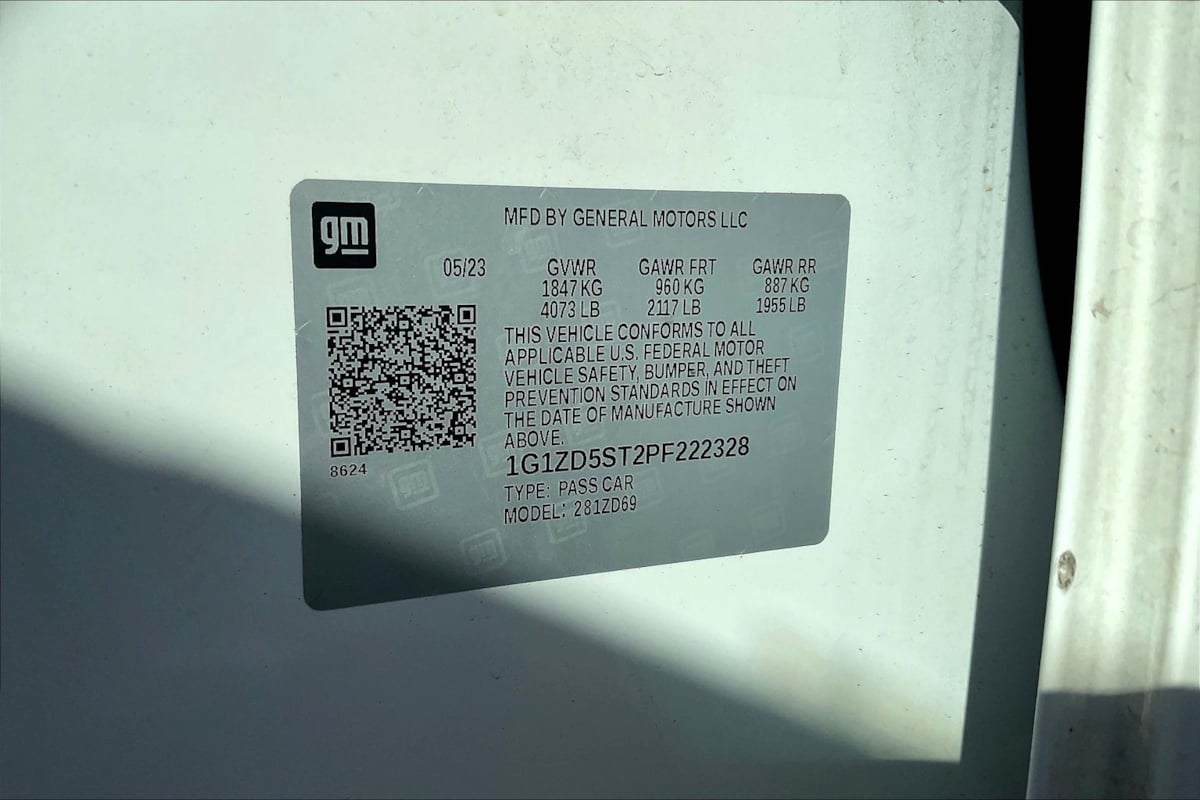 gm
MFD BY GENERAL MOTORS LLC
05/23 GVWR GAWR FRT GAWR RR
1847 KG 960 KG 887 KG
4073 LB 2117 LB 1955 LB
THIS VEHICLE CONFORMS TO ALL
APPLICABLE U.S. FEDERAL MOTOR
VEHICLE SAFETY, BUMPER, AND THEFT
PREVENTION STANDARDS IN EFFECT ON
THE DATE OF MANUFACTURE SHOWN
ABOVE.
8624
1G1ZD5ST2PF222328
TYPE: PASS CAR
MODEL: 281ZD69